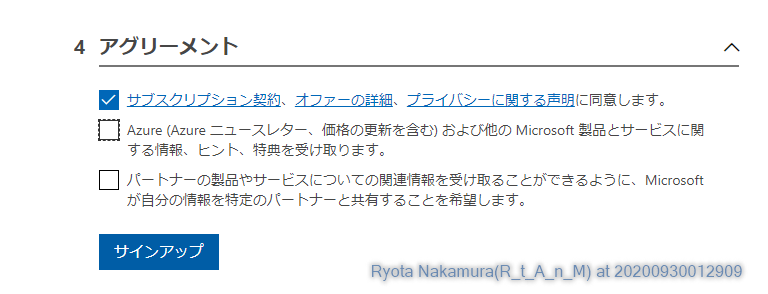 4 アグリーメント
サブスクリプション契約、オファーの詳細、プライバシーに関する声明に同意します。
Azure (Azure ニュースレター、価格の更新を含む) および他の Microsoft 製品とサービスに関
する情報、ヒント、特典を受け取ります。
パートナーの製品やサービスについての関連情報を受け取ることができるように、Microsoft
が自分の情報を特定のパートナーと共有することを希望します。
サインアップ
Ryota Nakamura(R_t_A_n_M) at 20200930012909